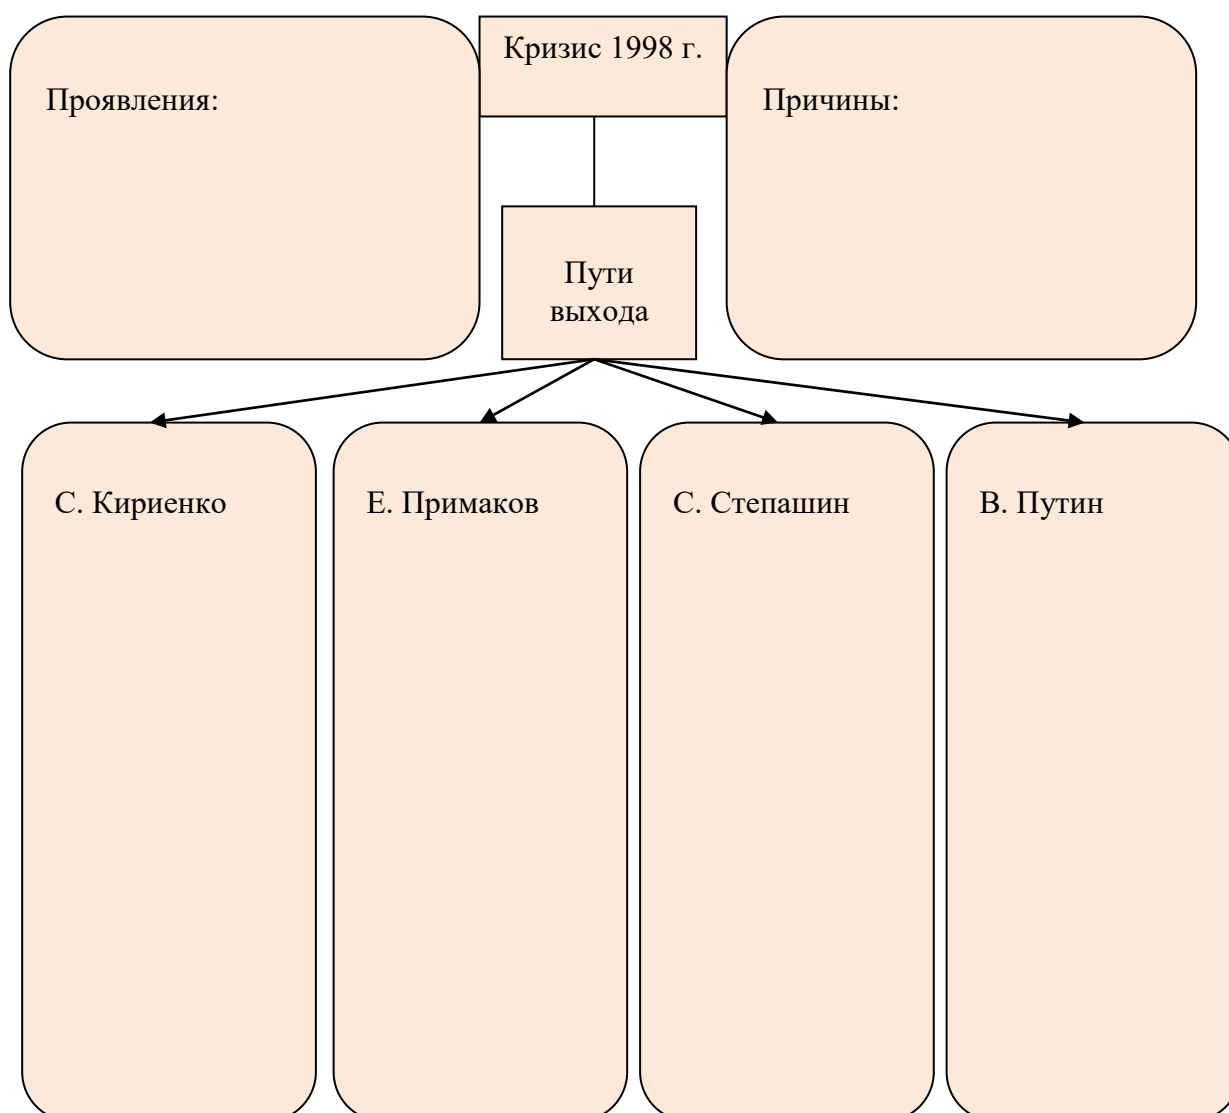 Кризис 1998 г.
Проявления:
Причины:
Пути
выхода
С. Кириенко
Е. Примаков
С. Степашин
В. Путин